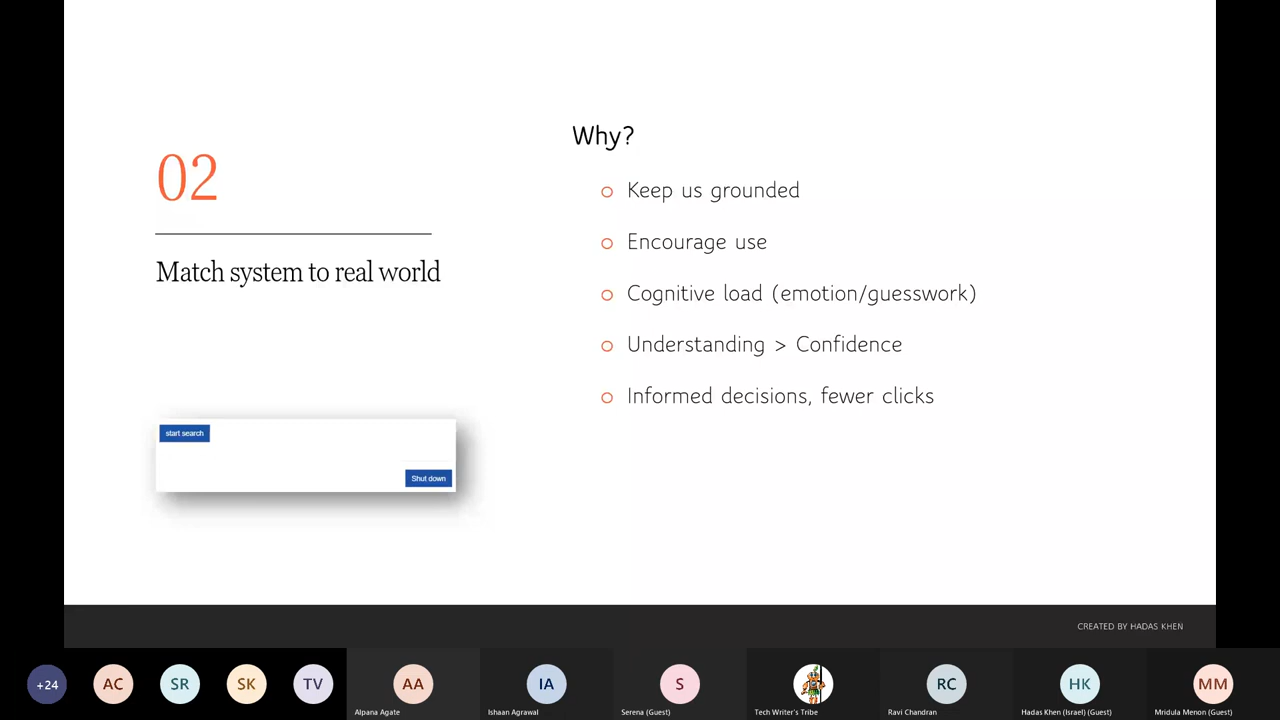 02
Match system to real world
start search
Shut down
Why?
Keep us grounded
Encourage use
Cognitive load (emotion/guesswork)
Understanding > Confidence
Informed decisions, fewer clicks
CREATED BY HADAS KHEN
+24
AC
SR
SK
TV
AA
Alpana Agate
IA
Ishaan Agrawal
S
Serena (Guest)
Tech Writer's Tribe
RC
Ravi Chandran
HK
Hadas Khen (Israel) (Guest)
MM
Mridula Menon (Guest)